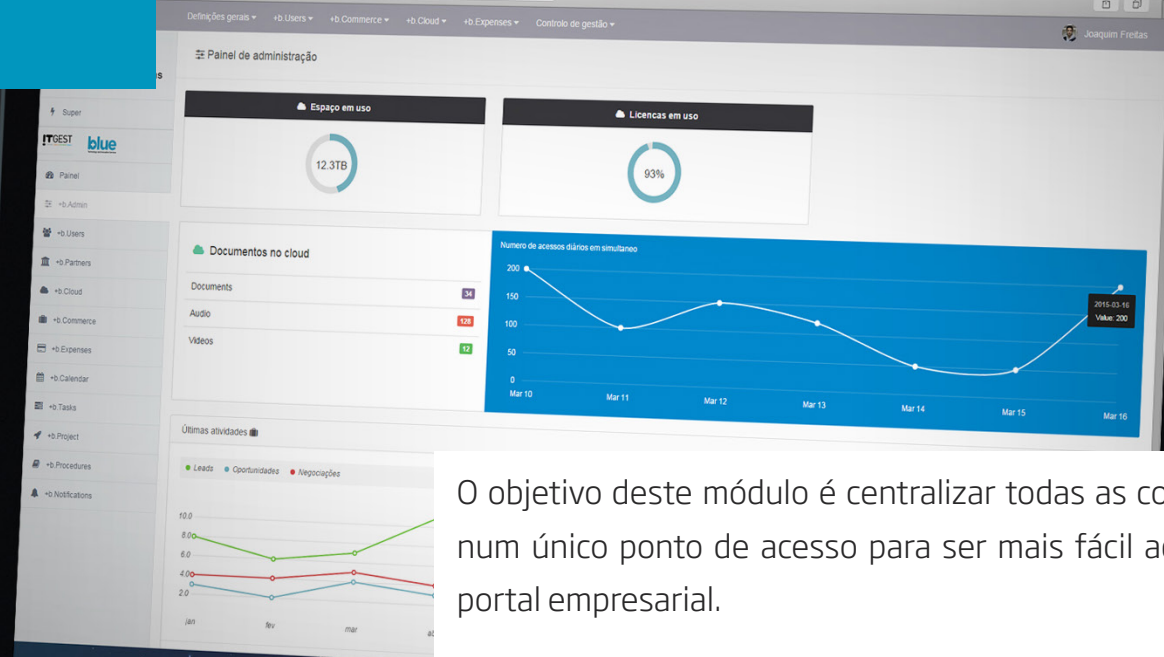 Definições gerais
+b.Users
+b.Commerce
+b.Cloud
+b.Expenses
Controlo de gestão
Joaquim Freitas
Painel de administração
s
Super
ITGEST
blue
Painel
+b.Admin
+b.Users
+b.Partners
+b.Cloud
+b.Commerce
+b.Expenses
+b.Calendar
+b.Tasks
+b.Project
+b.Procedures
+b.Notifications
Espaço em uso
12.3TB
Licencas em uso
93%
Documentos no cloud
Documents 34
Audio 128
Videos 12
Numero de acessos diários em simultaneo
200
150
100
50
0
Mar 10 Mar 11 Mar 12 Mar 13 Mar 14 Mar 15 Mar 16
2015-03-16
Value: 200
Últimas atividades
Leads Oportunidades Negociações
10.0
8.0
6.0
4.0
2.0
jan fev mar
O objetivo deste módulo é centralizar todas as co
num único ponto de acesso para ser mais fácil a
portal empresarial.